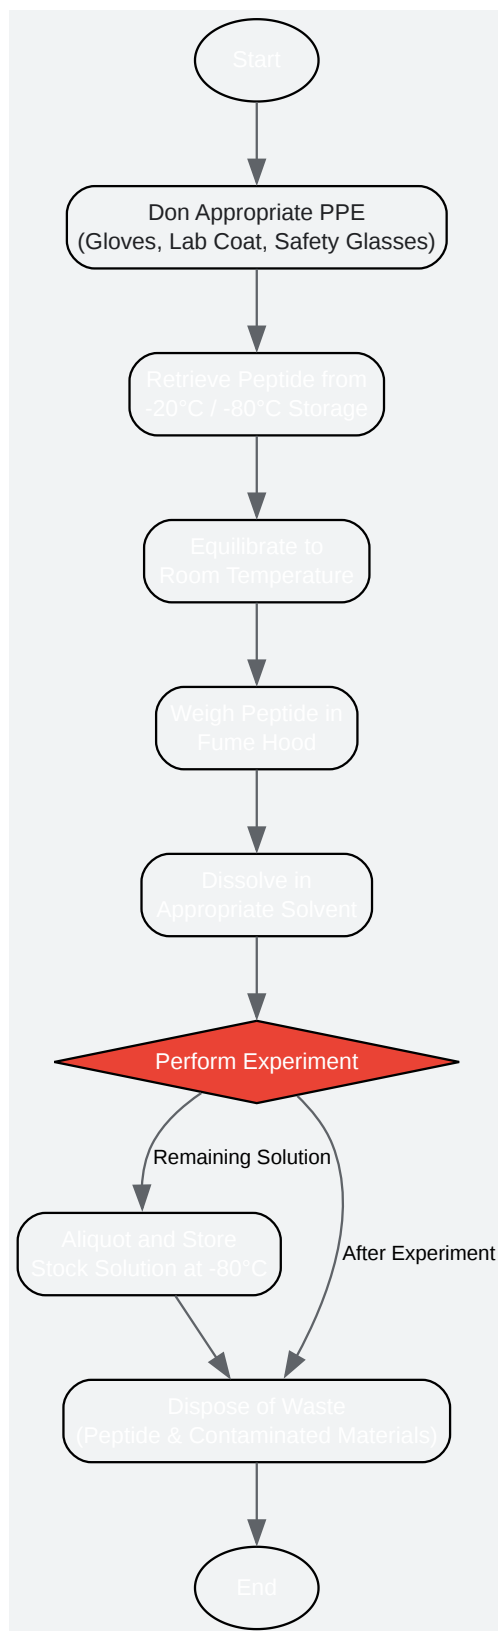 Start
Don Appropriate PPE
(Gloves, Lab Coat, Safety Glasses)
Retrieve Peptide from
-20°C / -80°C Storage
Equilibrate to
Room Temperature
Weigh Peptide in
Fume Hood
Dissolve in
Appropriate Solvent
Perform Experiment
Remaining Solution
Aliquot and Store
Stock Solution at -80°C
After Experiment
Dispose of Waste
(Peptide & Contaminated Materials)
End